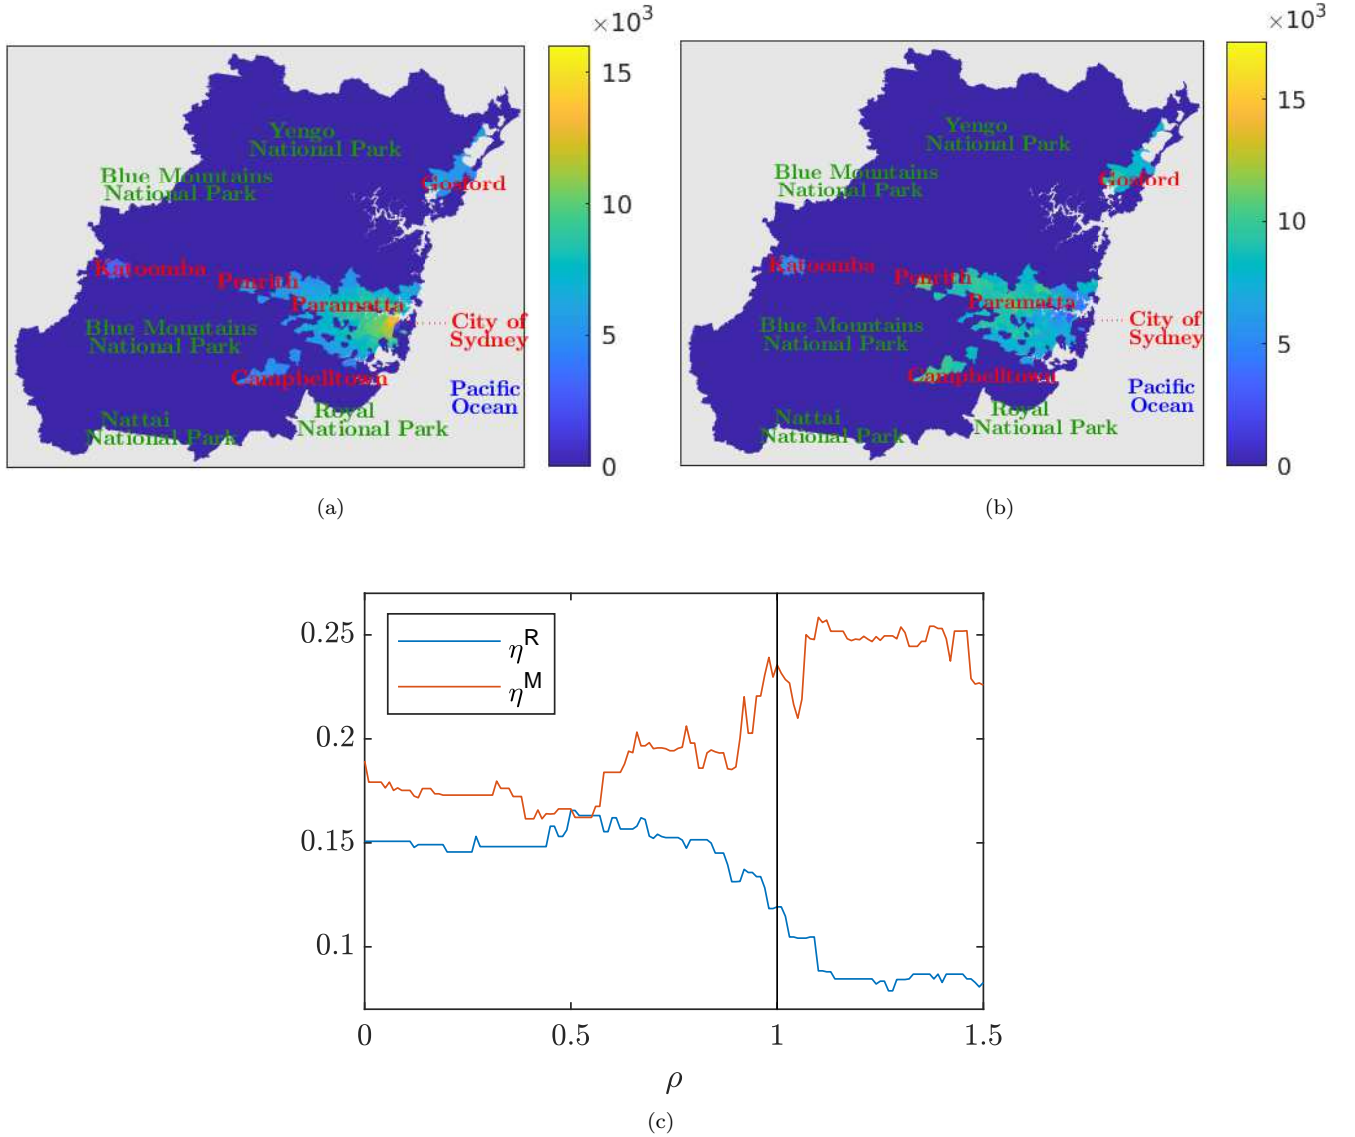 ×10³
15
10
5
0
Yengo
National Park
Blue Mountains
National Park
Gosford
Katoomba
Penrith
Paramatta
City of
Sydney
Blue Mountains
National Park
Campbelltown
Pacific
Ocean
Royal
National Park
Nattai
National Park
(a)
×10³
15
10
5
0
Yengo
National Park
Blue Mountains
National Park
Gosford
Katoomba
Penrith
Paramatta
City of
Sydney
Blue Mountains
National Park
Campbelltown
Pacific
Ocean
Royal
National Park
Nattai
National Park
(b)
0.25
0.2
0.15
0.1
η^R
η^M
0 0.5 1 1.5
ρ
(c)